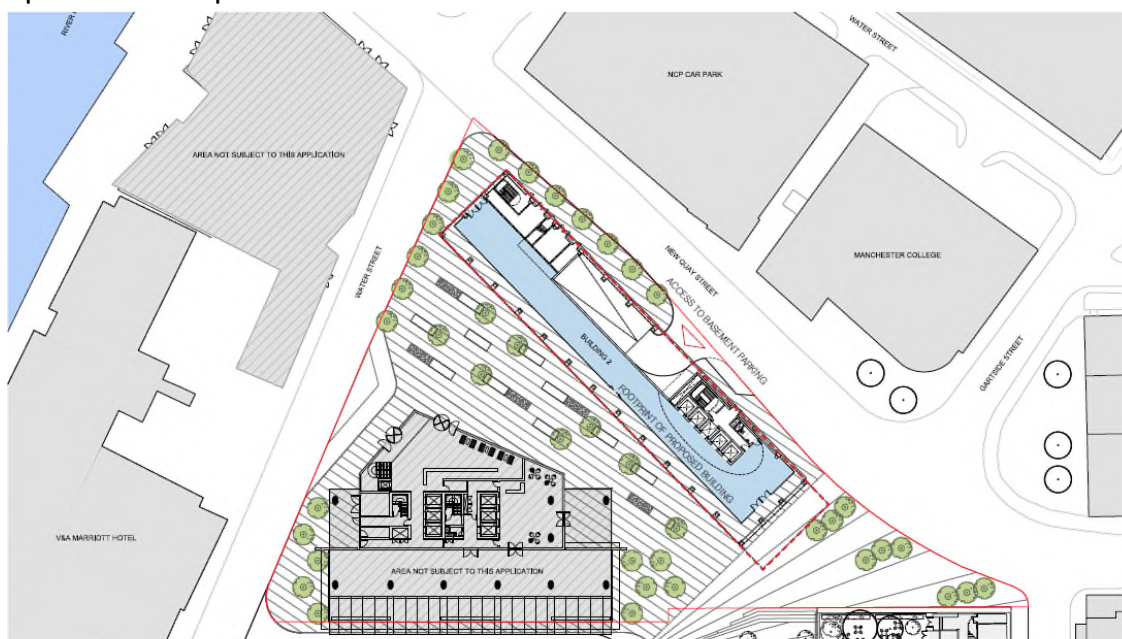 RIVER
WATER STREET
NCP CAR PARK
AREA NOT SUBJECT TO THIS APPLICATION
WATER STREET
MANCHESTER COLLEGE
NEW QUAY STREET
ACCESS TO BASEMENT PARKING
GARTSIDE STREET
BUILDING 2
FOOTPRINT OF PROPOSED BUILDING
V&A MARRIOTT HOTEL
AREA NOT SUBJECT TO THIS APPLICATION